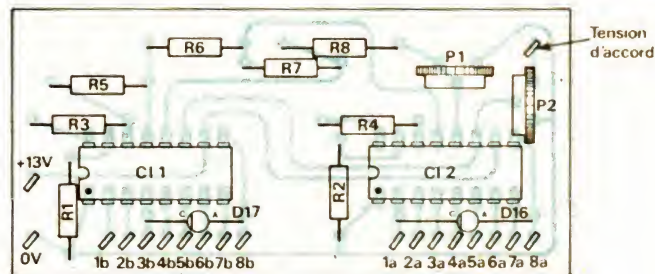 R6
R8
R7
P1
Tension
d'accord
R5
P2
R3
R4
+13V
CI 1
CI 2
R1
R2
C A
D17
C A
D16
0V
1b 2b 3b 4b 5b 6b 7b 8b
1a 2a 3a 4a 5a 6a 7a 8a